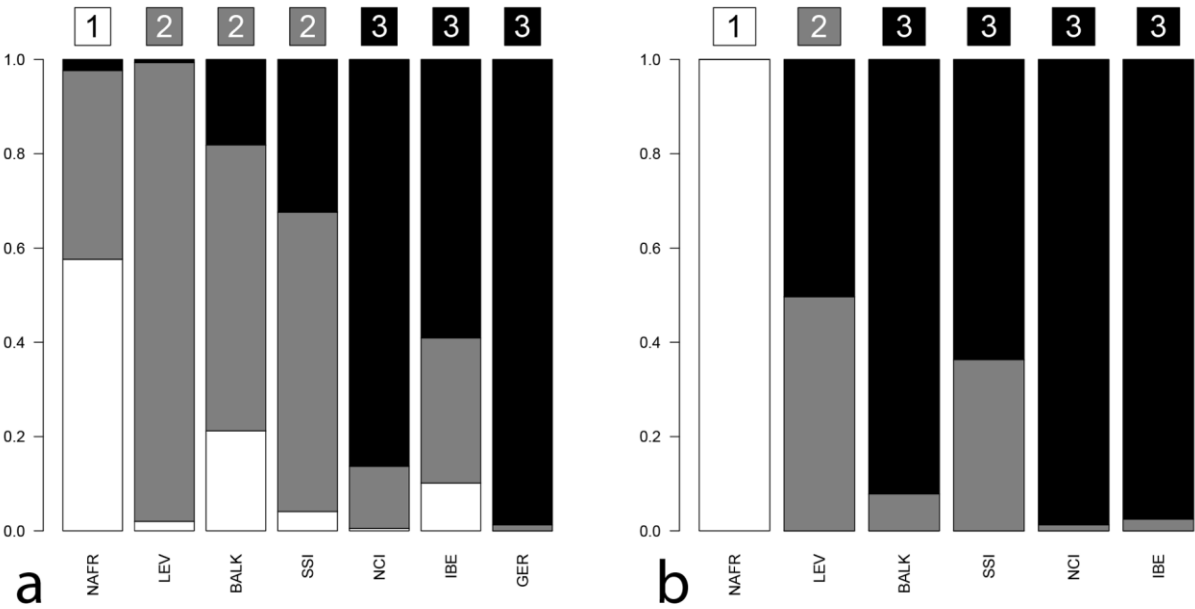 1 2 2 2 3 3 3
1.0
0.8
0.6
0.4
0.2
0.0
NAFR LEV BALK SSI NCI IBE GER
a
1 2 3 3 3 3
1.0
0.8
0.6
0.4
0.2
0.0
NAFR LEV BALK SSI NCI IBE
b